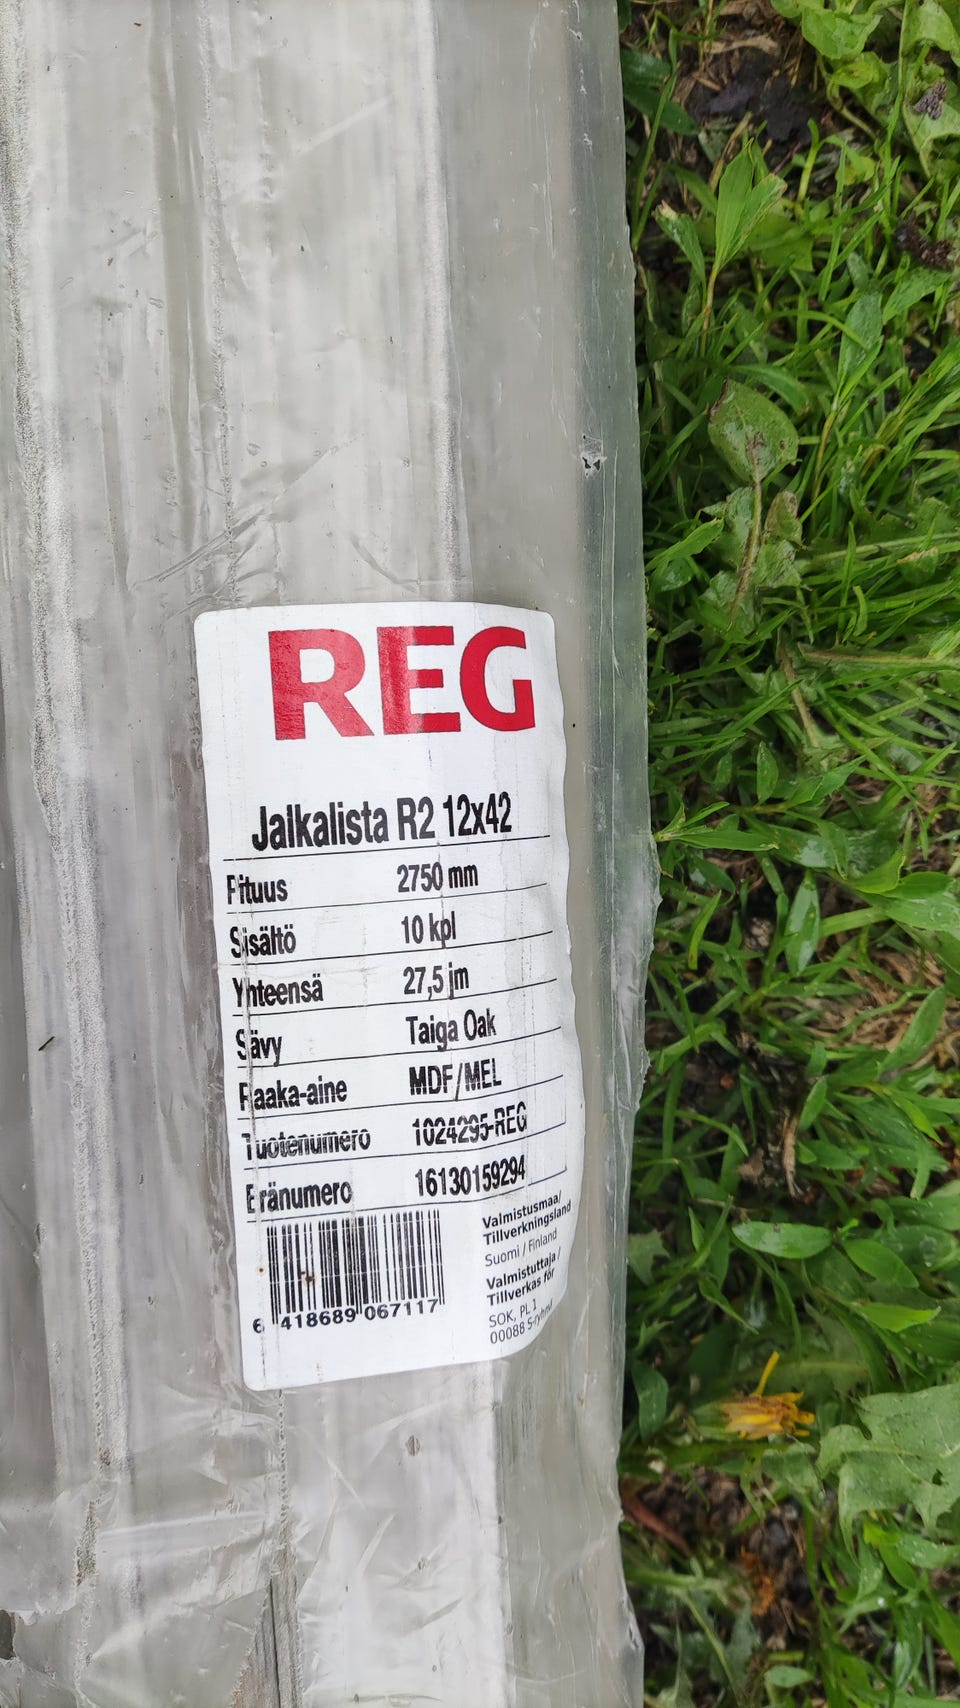 REG
Jalkalista R2 12x42
Pituus 2750 mm
Sisältö 10 kpl
Yhteensä 27,5 jm
Sävy Taiga Oak
Raaka-aine MDF/MEL
Tuotenumero 1024295-REG
Eränumero 16130159294
Valmistusmaa/
Tillverkningsland
Suomi / Finland
Valmistuttaja /
Tillverkas för
SOK, PL 1
00088 S-ryhmä
6 418689 067117